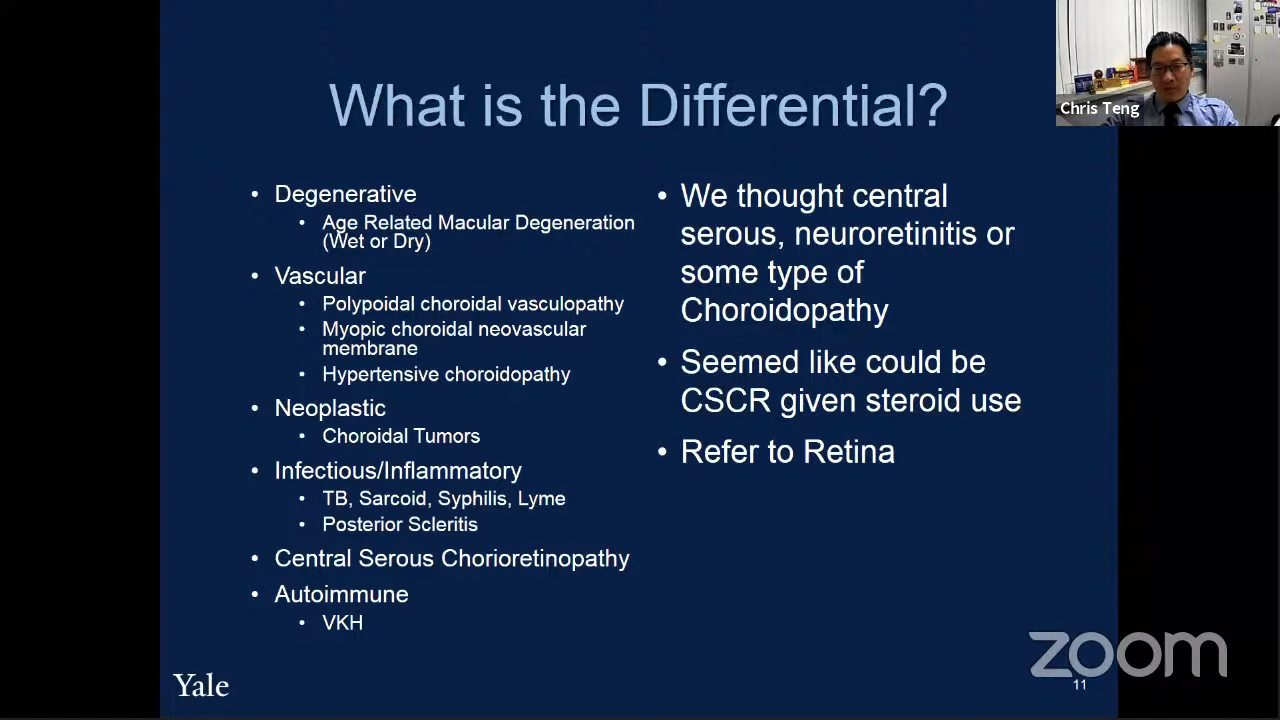 What is the Differential?
• Degenerative
• Age Related Macular Degeneration
(Wet or Dry)
• Vascular
• Polypoidal choroidal vasculopathy
• Myopic choroidal neovascular
membrane
• Hypertensive choroidopathy
• Neoplastic
• Choroidal Tumors
• Infectious/Inflammatory
• TB, Sarcoid, Syphilis, Lyme
• Posterior Scleritis
• Central Serous Chorioretinopathy
• Autoimmune
• VKH
• We thought central
serous, neuroretinitis or
some type of
Choroidopathy
• Seemed like could be
CSCR given steroid use
• Refer to Retina
Chris Teng
Yale
zoom
11